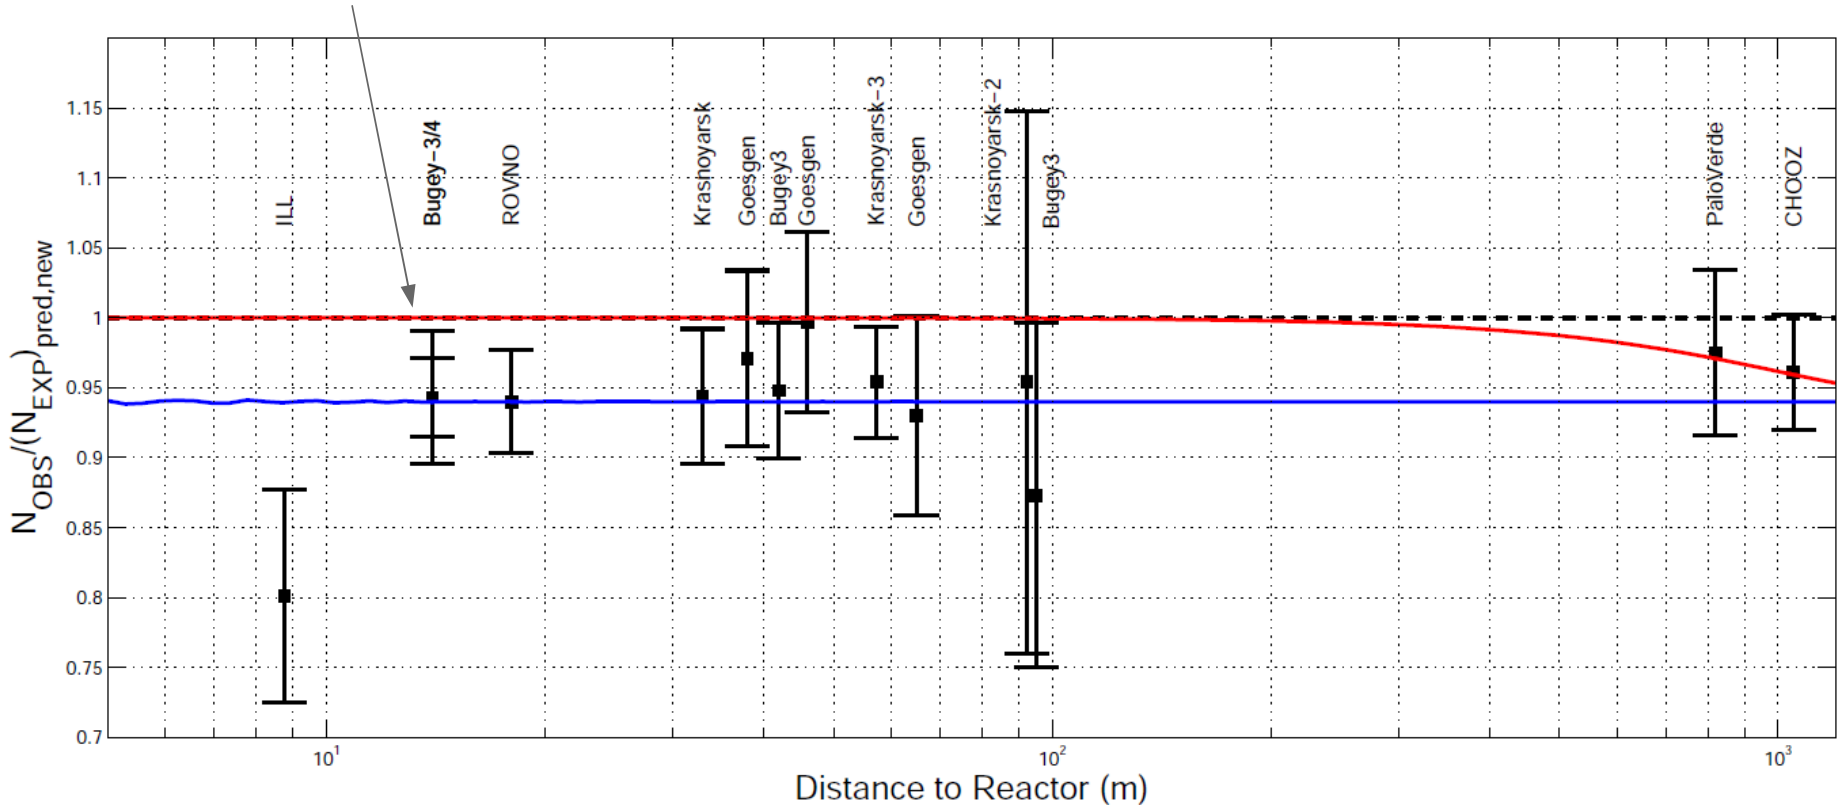 N_OBS/(N_EXP)_pred,new
1.15
1.1
1.05
1
0.95
0.9
0.85
0.8
0.75
0.7
ILL
Bugey-3/4
ROVNO
Krasnoyarsk
Goesgen
Bugey3
Goesgen
Krasnoyarsk-3
Goesgen
Krasnoyarsk-2
Bugey3
PaloVerde
CHOOZ
10^1
10^2
10^3
Distance to Reactor (m)